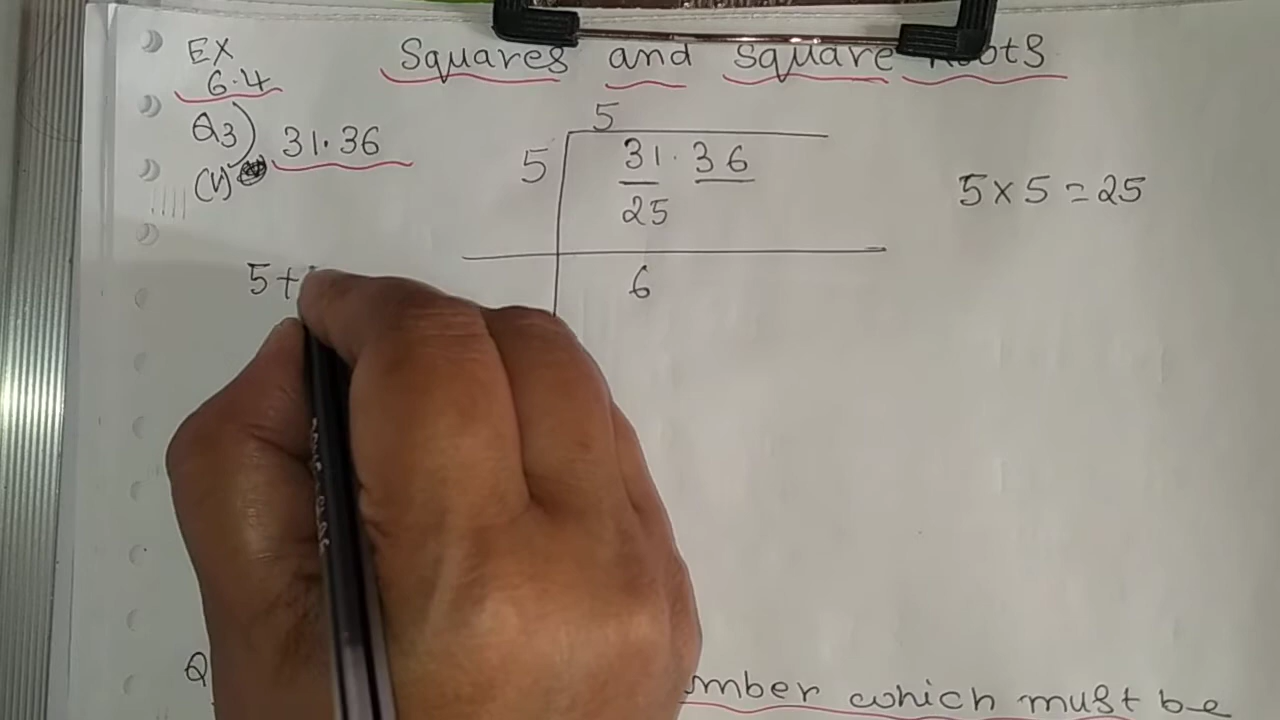 EX
6.4
Squares and Square
Q3)
(v)
31.36
5
5
31.36
25
5×5=25
5+
6
Q
which must be